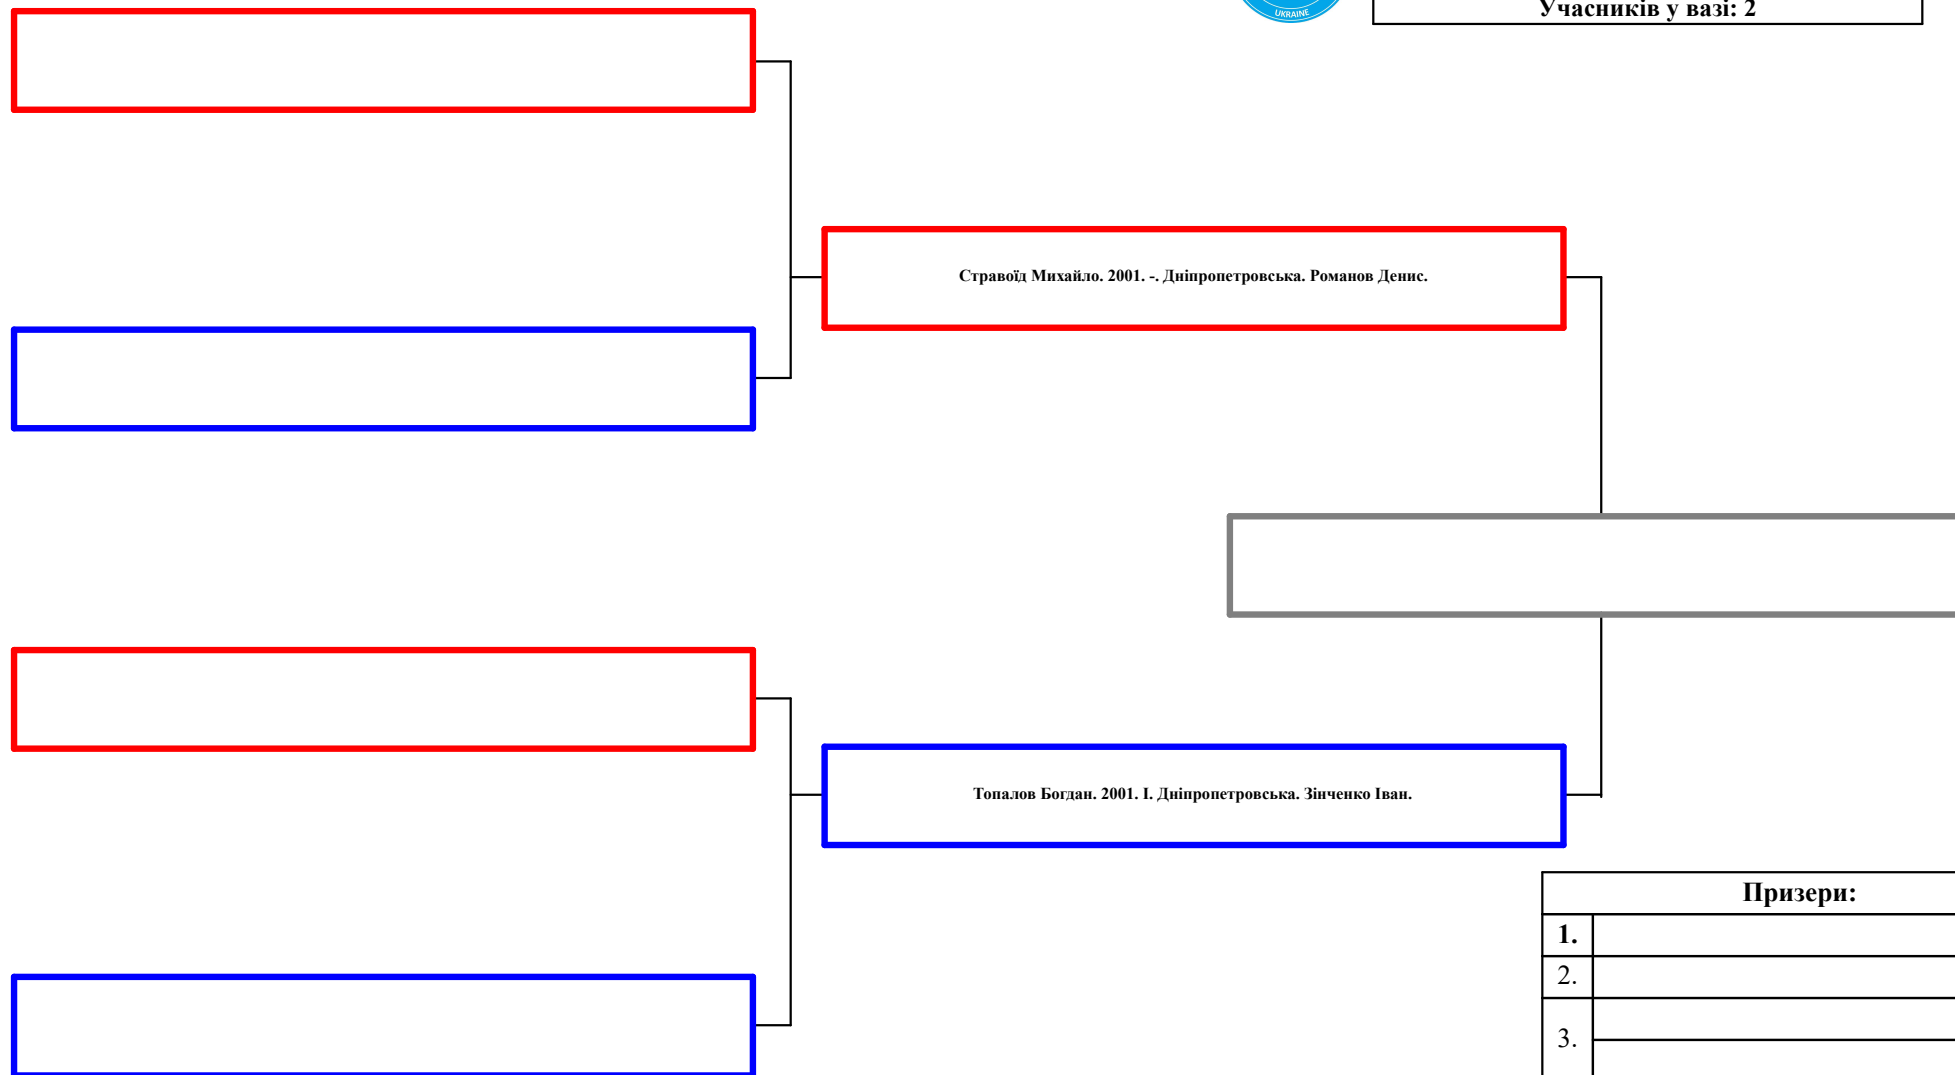 UKRAINE
Учасників у вазі: 2
Стравоїд Михайло. 2001. -. Дніпропетровська. Романов Денис.
Топалов Богдан. 2001. І. Дніпропетровська. Зінченко Іван.
Призери:
1.
2.
3.